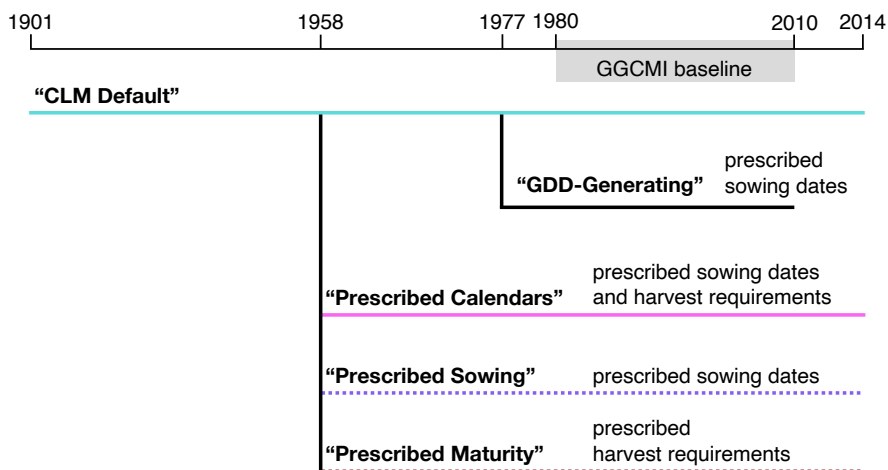 1901 1958 1977 1980 2010 2014
GGCMI baseline
“CLM Default”
“GDD-Generating” prescribed
sowing dates
“Prescribed Calendars” prescribed sowing dates
and harvest requirements
“Prescribed Sowing” prescribed sowing dates
“Prescribed Maturity” prescribed
harvest requirements